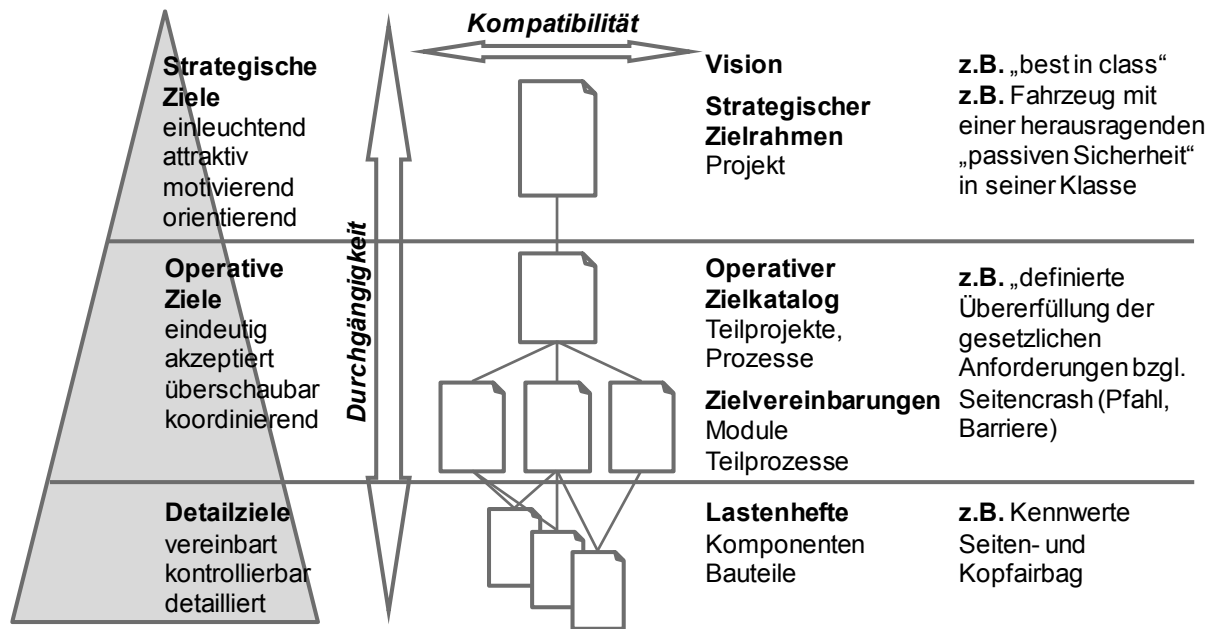 Kompatibilität
Durchgängigkeit
Strategische
Ziele
einleuchtend
attraktiv
motivierend
orientierend
Vision
Strategischer
Zielrahmen
Projekt
z.B. „best in class“
z.B. Fahrzeug mit
einer herausragenden
„passiven Sicherheit“
in seiner Klasse
Operative
Ziele
eindeutig
akzeptiert
überschaubar
koordinierend
Operativer
Zielkatalog
Teilprojekte,
Prozesse
Zielvereinbarungen
Module
Teilprozesse
z.B. „definierte
Übererfüllung der
gesetzlichen
Anforderungen bzgl.
Seitencrash (Pfahl,
Barriere)
Detailziele
vereinbart
kontrollierbar
detailliert
Lastenhefte
Komponenten
Bauteile
z.B. Kennwerte
Seiten- und
Kopfairbag